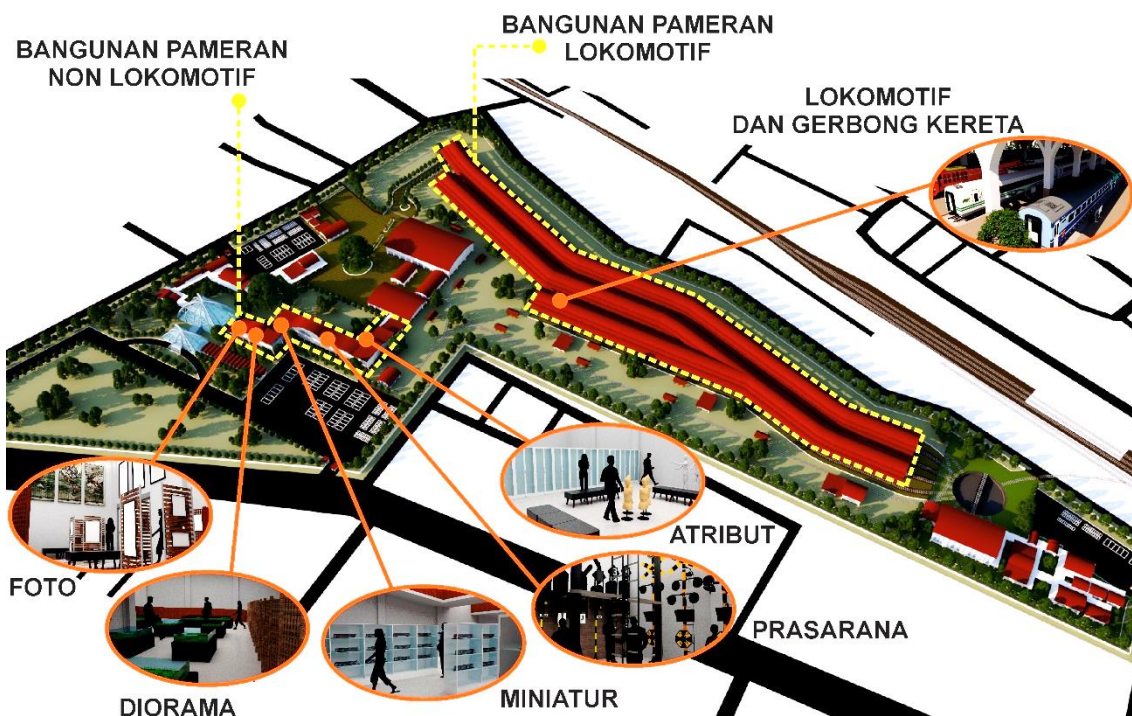 BANGUNAN PAMERAN
NON LOKOMOTIF
BANGUNAN PAMERAN
LOKOMOTIF
LOKOMOTIF
DAN GERBONG KERETA
FOTO
DIORAMA
MINIATUR
PRASARANA
ATRIBUT